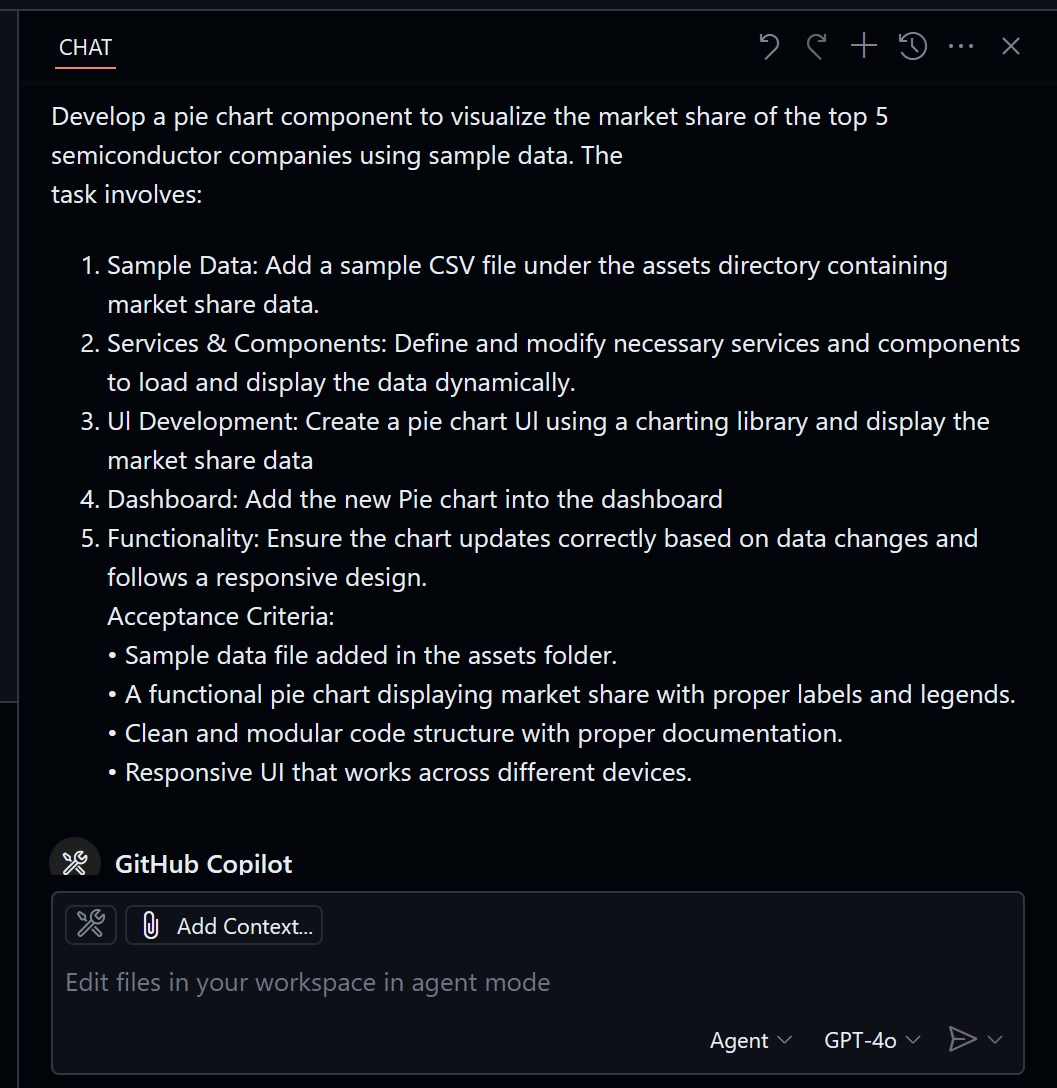 CHAT
Develop a pie chart component to visualize the market share of the top 5
semiconductor companies using sample data. The
task involves:
1. Sample Data: Add a sample CSV file under the assets directory containing
market share data.
2. Services & Components: Define and modify necessary services and components
to load and display the data dynamically.
3. Ul Development: Create a pie chart Ul using a charting library and display the
market share data
4. Dashboard: Add the new Pie chart into the dashboard
5. Functionality: Ensure the chart updates correctly based on data changes and
follows a responsive design.
Acceptance Criteria:
• Sample data file added in the assets folder.
• A functional pie chart displaying market share with proper labels and legends.
• Clean and modular code structure with proper documentation.
• Responsive UI that works across different devices.
GitHub Copilot
Add Context...
Edit files in your workspace in agent mode
Agent GPT-4o